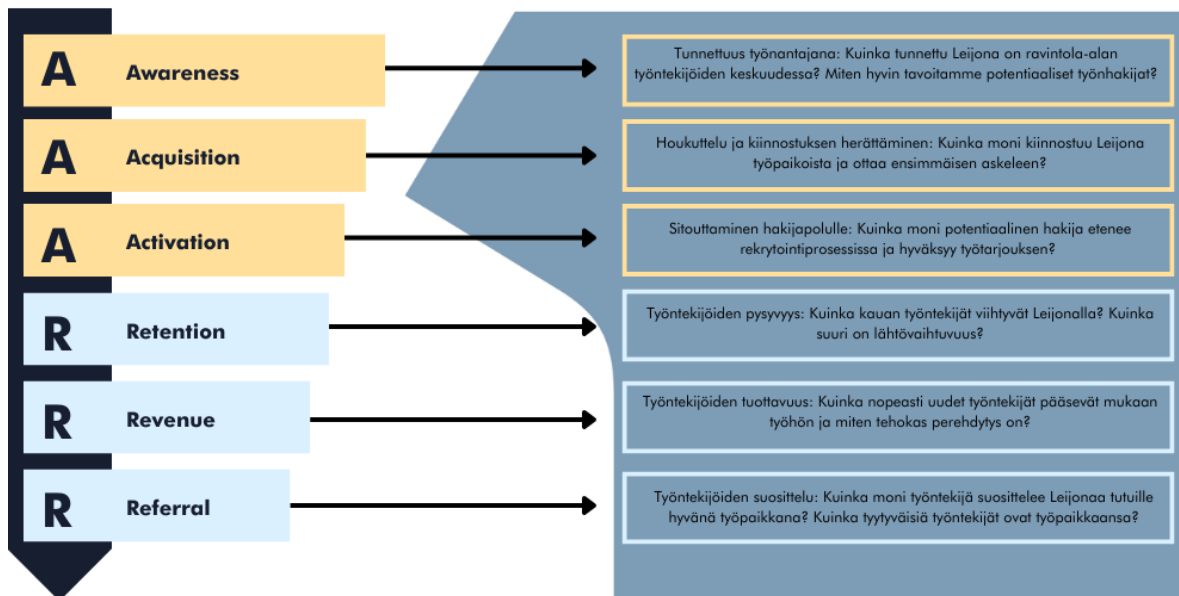 A Awareness
Tunnettuus työnantajana: Kuinka tunnettu Leijona on ravintola-alan
työntekijöiden keskuudessa? Miten hyvin tavoitamme potentiaaliset työnhakijat?
A Acquisition
Houkuttelu ja kiinnostuksen herättäminen: Kuinka moni kiinnostuu Leijona
työpaikoista ja ottaa ensimmäisen askeleen?
A Activation
Sitouttaminen hakijapolulle: Kuinka moni potentiaalinen hakija etenee
rekrytointiprosessissa ja hyväksyy työtarjouksen?
R Retention
Työntekijöiden pysyvyys: Kuinka kauan työntekijät viihtyvät Leijonalla? Kuinka
suuri on lähtövaihtuvuus?
R Revenue
Työntekijöiden tuottavuus: Kuinka nopeasti uudet työntekijät pääsevät mukaan
työhön ja miten tehokas perehdytys on?
R Referral
Työntekijöiden suosittelu: Kuinka moni työntekijä suosittelee Leijonaa tutuille
hyvänä työpaikkana? Kuinka tyytyväisiä työntekijät ovat työpaikkaansa?